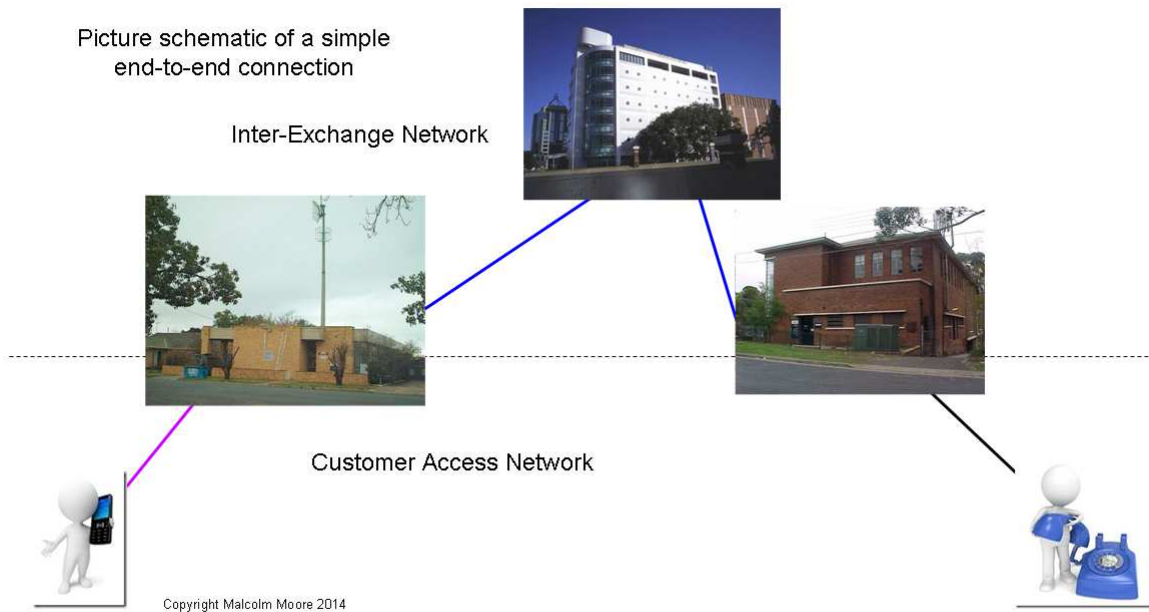 Picture schematic of a simple
end-to-end connection
Inter-Exchange Network
Customer Access Network
Copyright Malcolm Moore 2014